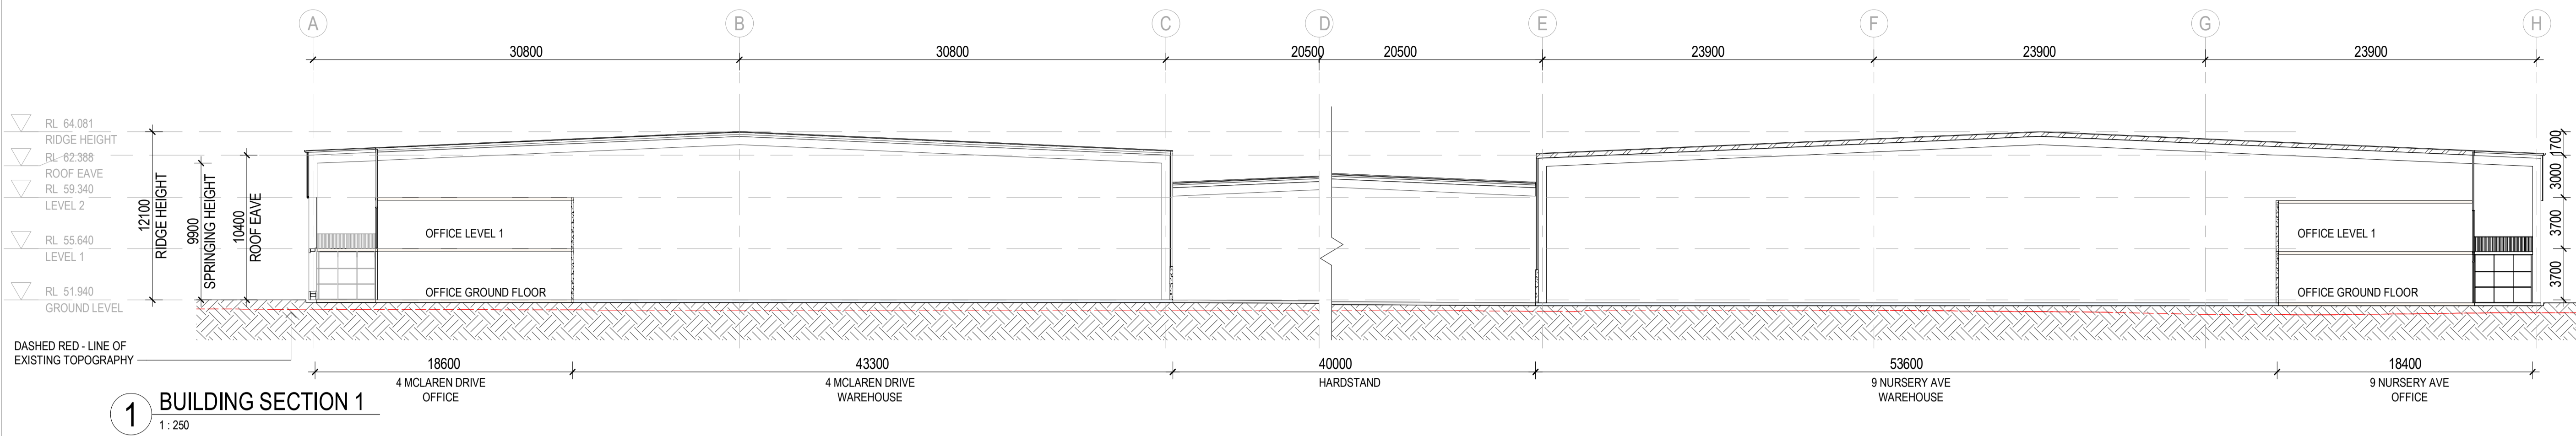 A B C D E F G H
30800 30800 20500 20500 23900 23900 23900
RL 64.081
RIDGE HEIGHT
RL 62.388
ROOF EAVE
RL 59.340
LEVEL 2
RL 55.640
LEVEL 1
RL 51.940
GROUND LEVEL
12100
RIDGE HEIGHT
9900
SPRINGING HEIGHT
10400
ROOF EAVE
OFFICE LEVEL 1
OFFICE GROUND FLOOR
OFFICE LEVEL 1
OFFICE GROUND FLOOR
1700
3000
3700
3700
DASHED RED - LINE OF
EXISTING TOPOGRAPHY
18600
4 MCLAREN DRIVE
OFFICE
43300
4 MCLAREN DRIVE
WAREHOUSE
40000
HARDSTAND
53600
9 NURSERY AVE
WAREHOUSE
18400
9 NURSERY AVE
OFFICE
1 BUILDING SECTION 1
1 : 250